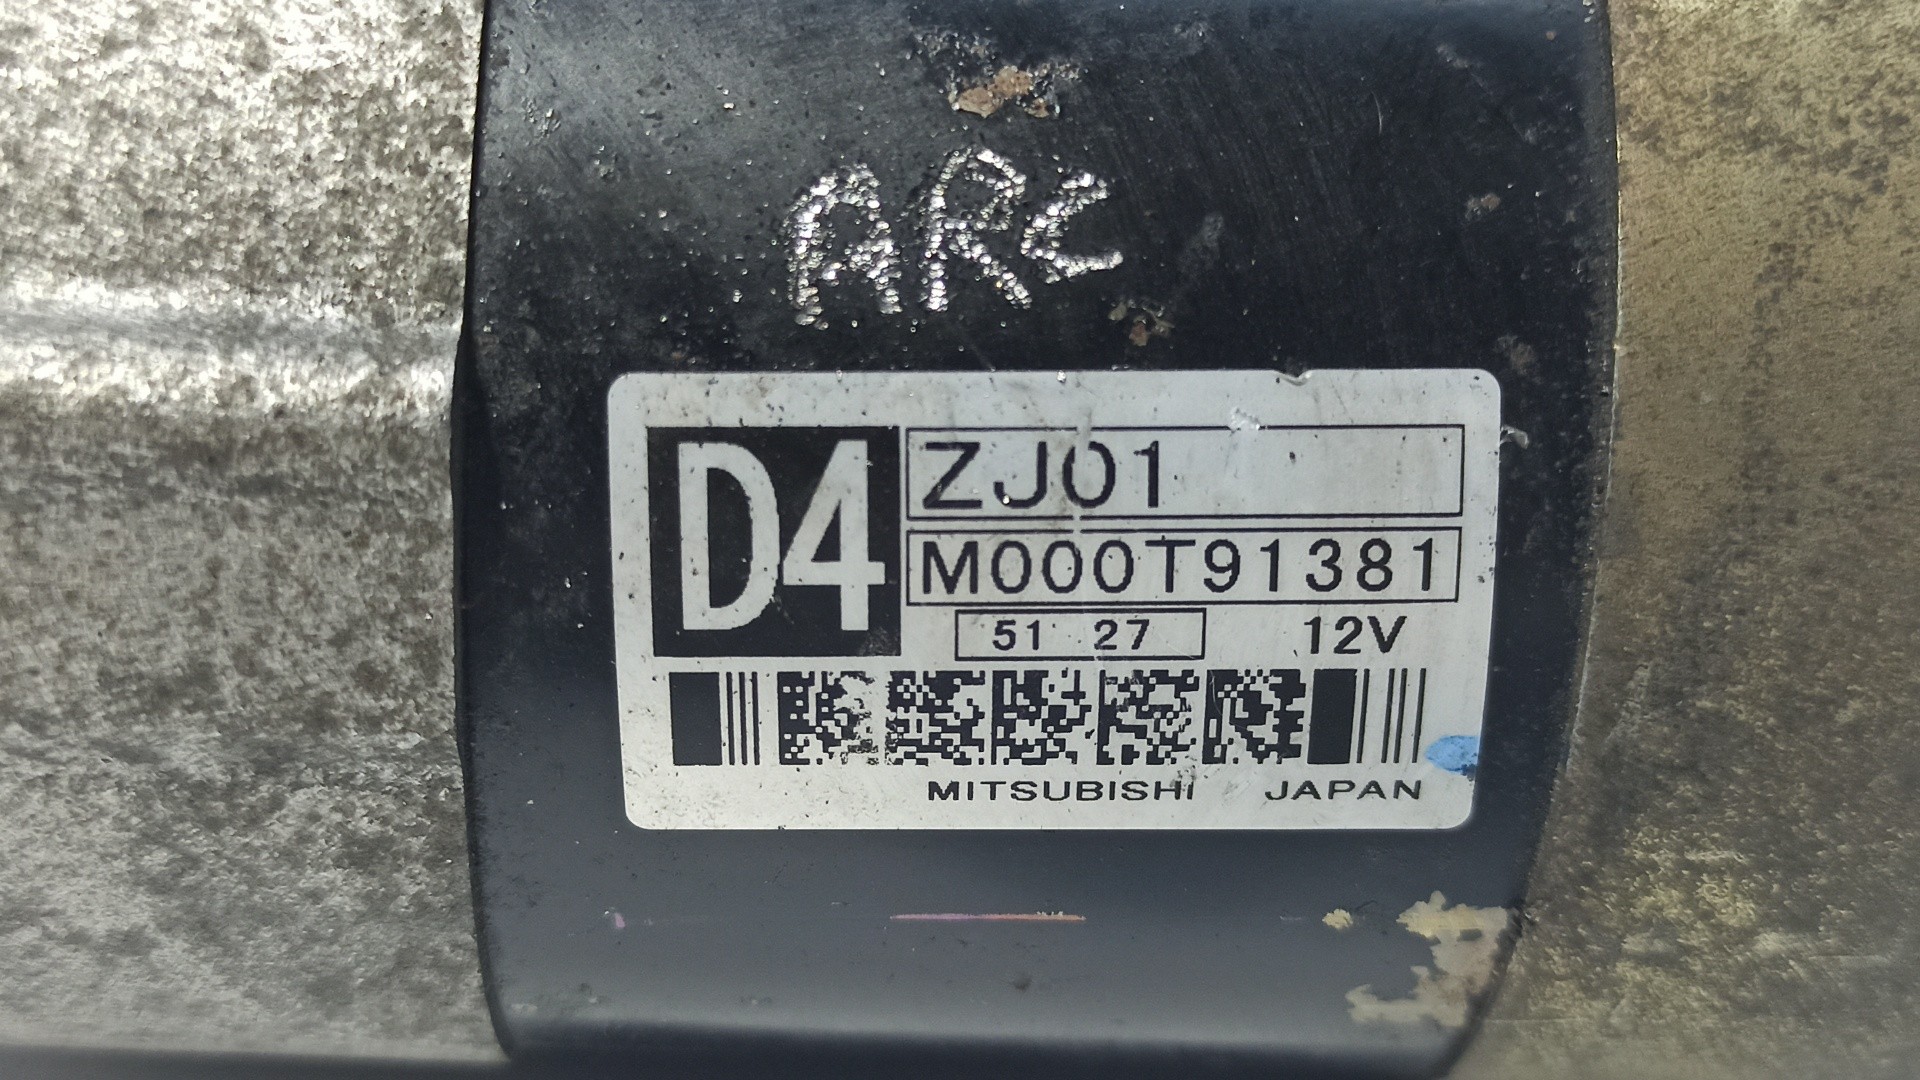 ARC
D4
ZJ01
M000T91381
51 27 12V
MITSUBISHI JAPAN